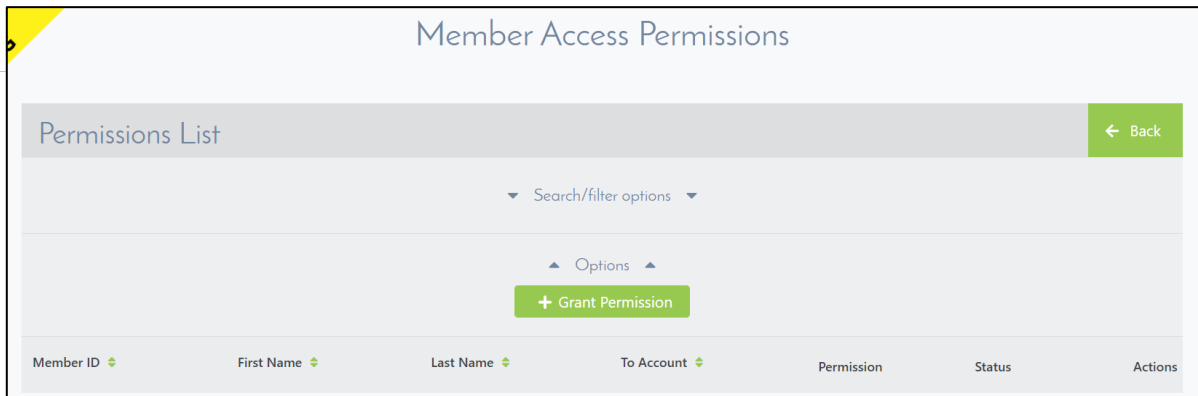 Member Access Permissions
Permissions List
Back
Search/filter options
Options
+ Grant Permission
Member ID First Name Last Name To Account Permission Status Actions